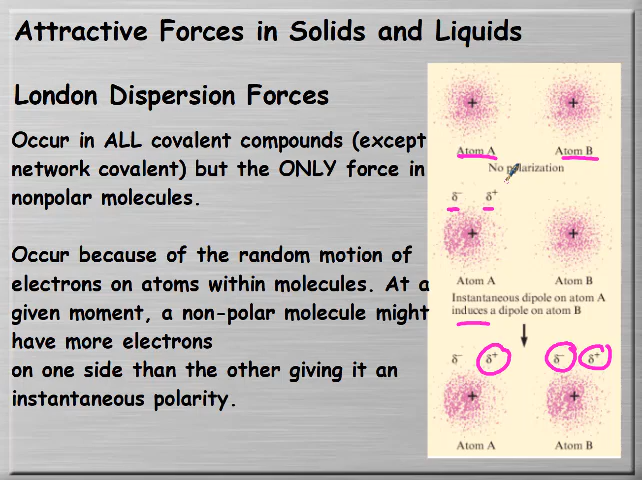 Attractive Forces in Solids and Liquids
London Dispersion Forces
Occur in ALL covalent compounds (except
network covalent) but the ONLY force in
nonpolar molecules.
Occur because of the random motion of
electrons on atoms within molecules. At a
given moment, a non-polar molecule might
have more electrons
on one side than the other giving it an
instantaneous polarity.
+ +
Atom A Atom B
No polarization
δ⁻ δ⁺
+ +
Atom A Atom B
Instantaneous dipole on atom A
induces a dipole on atom B
δ⁻ δ⁺ δ⁻ δ⁺
+ +
Atom A Atom B